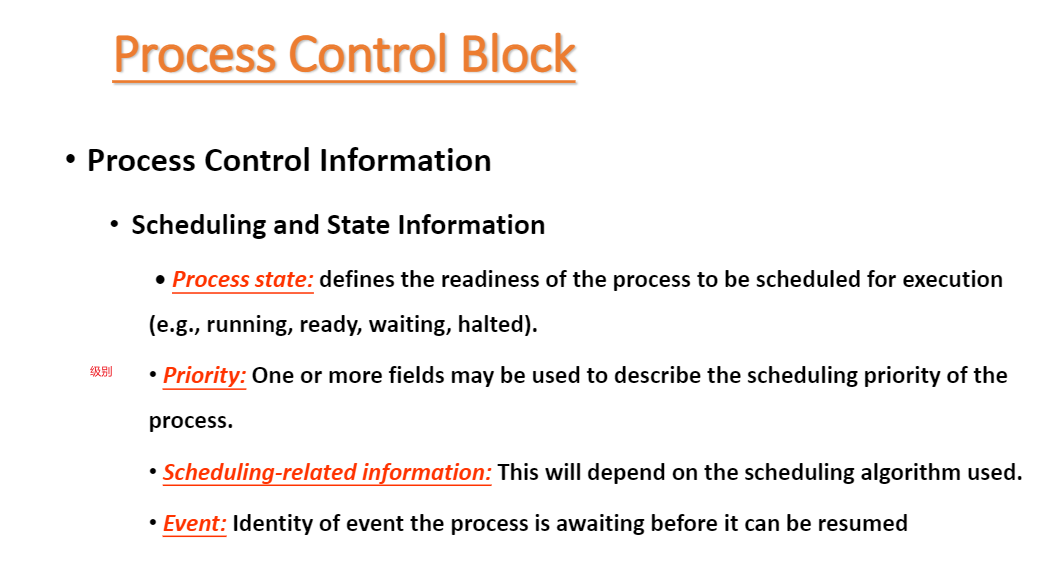 Process Control Block
• Process Control Information
• Scheduling and State Information
• Process state: defines the readiness of the process to be scheduled for execution
(e.g., running, ready, waiting, halted).
级别 • Priority: One or more fields may be used to describe the scheduling priority of the
process.
• Scheduling-related information: This will depend on the scheduling algorithm used.
• Event: Identity of event the process is awaiting before it can be resumed